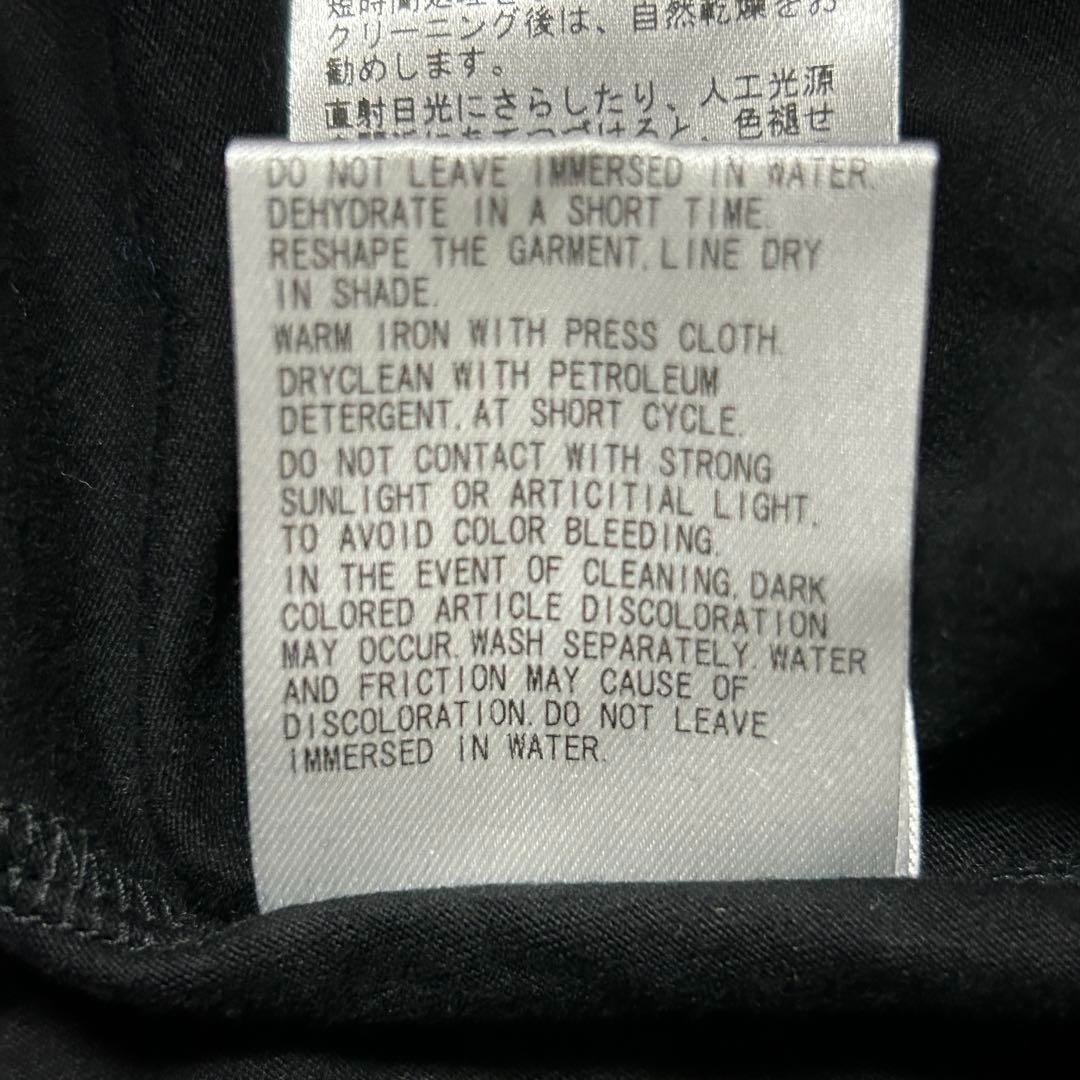 クリーニング後は、自然乾燥をお
勧めします。
直射日光にさらしたり、人工光源
色褪せ
DO NOT LEAVE IMMERSED IN WATER.
DEHYDRATE IN A SHORT TIME.
RESHAPE THE GARMENT, LINE DRY
IN SHADE.
WARM IRON WITH PRESS CLOTH.
DRYCLEAN WITH PETROLEUM
DETERGENT, AT SHORT CYCLE.
DO NOT CONTACT WITH STRONG
SUNLIGHT OR ARTICITIAL LIGHT,
TO AVOID COLOR BLEEDING.
IN THE EVENT OF CLEANING, DARK
COLORED ARTICLE DISCOLORATION
MAY OCCUR. WASH SEPARATELY. WATER
AND FRICTION MAY CAUSE OF
DISCOLORATION. DO NOT LEAVE
IMMERSED IN WATER.